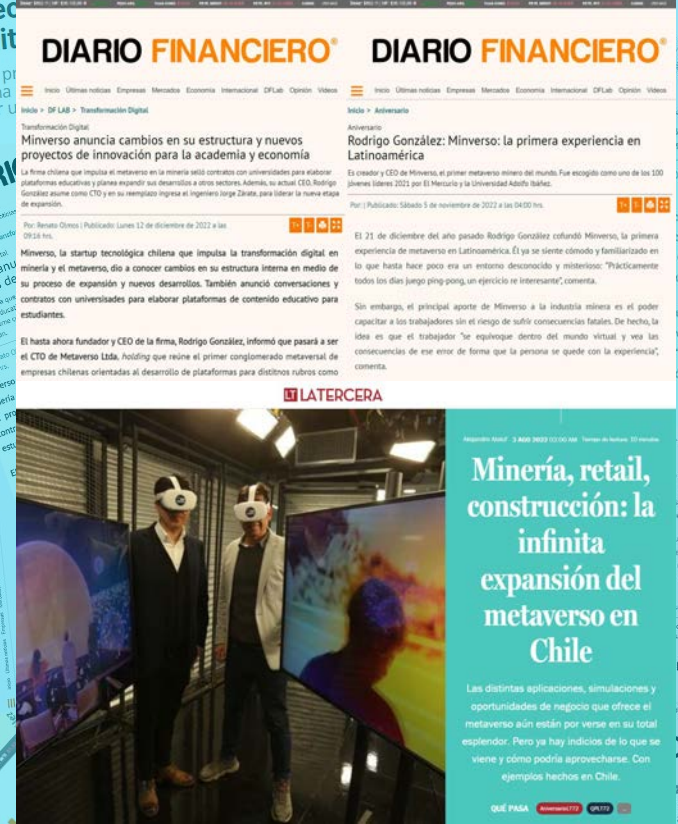 DIARIO FINANCIERO®
Inicio Últimas noticias Empresas Mercados Economía Internacional DFLab Opinión Videos
Inicio > DF LAB > Transformación Digital
Transformación Digital
Minverso anuncia cambios en su estructura y nuevos
proyectos de innovación para la academia y economía
La firma chilena que impulsa el metaverso en la minería selló contratos con universidades para elaborar
plataformas educativas y planea expandir sus desarrollos a otros sectores. Además, su actual CEO, Rodrigo
González asume como CTO y en su reemplazo ingresa el ingeniero Jorge Zárate, para liderar la nueva etapa
de expansión.
Por: Renato Olmos | Publicado: Lunes 12 de diciembre de 2022 a las
09:16 hrs.
Minverso, la startup tecnológica chilena que impulsa la transformación digital en
minería y el metaverso, dio a conocer cambios en su estructura interna en medio de
su proceso de expansión y nuevos desarrollos. También anunció conversaciones y
contratos con universisades para elaborar plataformas de contenido educativo para
estudiantes.
El hasta ahora fundador y CEO de la firma, Rodrigo González, informó que pasará a ser
el CTO de Metaverso Ltda, holding que reúne el primer conglomerado metaversal de
empresas chilenas orientadas al desarrollo de plataformas para distitnos rubros como
DIARIO FINANCIERO®
Inicio Últimas noticias Empresas Mercados Economía Internacional DFLab Opinión Videos
Inicio > Aniversario
Aniversario
Rodrigo González: Minverso: la primera experiencia en
Latinoamérica
Es creador y CEO de Minverso, el primer metaverso minero del mundo. Fue escogido como uno de los 100
jóvenes líderes 2021 por El Mercurio y la Universidad Adolfo Ibáñez.
Por: | Publicado: Sábado 5 de noviembre de 2022 a las 04:00 hrs.
El 21 de diciembre del año pasado Rodrigo González cofundó Minverso, la primera
experiencia de metaverso en Latinoamérica. Él ya se siente cómodo y familiarizado en
lo que hasta hace poco era un entorno desconocido y misterioso: "Prácticamente
todos los días juego ping-pong, un ejercicio re interesante", comenta.
Sin embargo, el principal aporte de Minverso a la industria minera es el poder
capacitar a los trabajadores sin el riesgo de sufrir consecuencias fatales. De hecho, la
idea es que el trabajador "se equivoque dentro del mundo virtual y vea las
consecuencias de ese error de forma que la persona se quede con la experiencia",
comenta.
LT LATERCERA
3 AGO 2022 03:00 AM Tiempo de lectura: 10 minutos
Minería, retail,
construcción: la
infinita
expansión del
metaverso en
Chile
Las distintas aplicaciones, simulaciones y
oportunidades de negocio que ofrece el
metaverso aún están por verse en su total
esplendor. Pero ya hay indicios de lo que se
viene y cómo podría aprovecharse. Con
ejemplos hechos en Chile.
QUÉ PASA AniversarioLT72 QPLT72